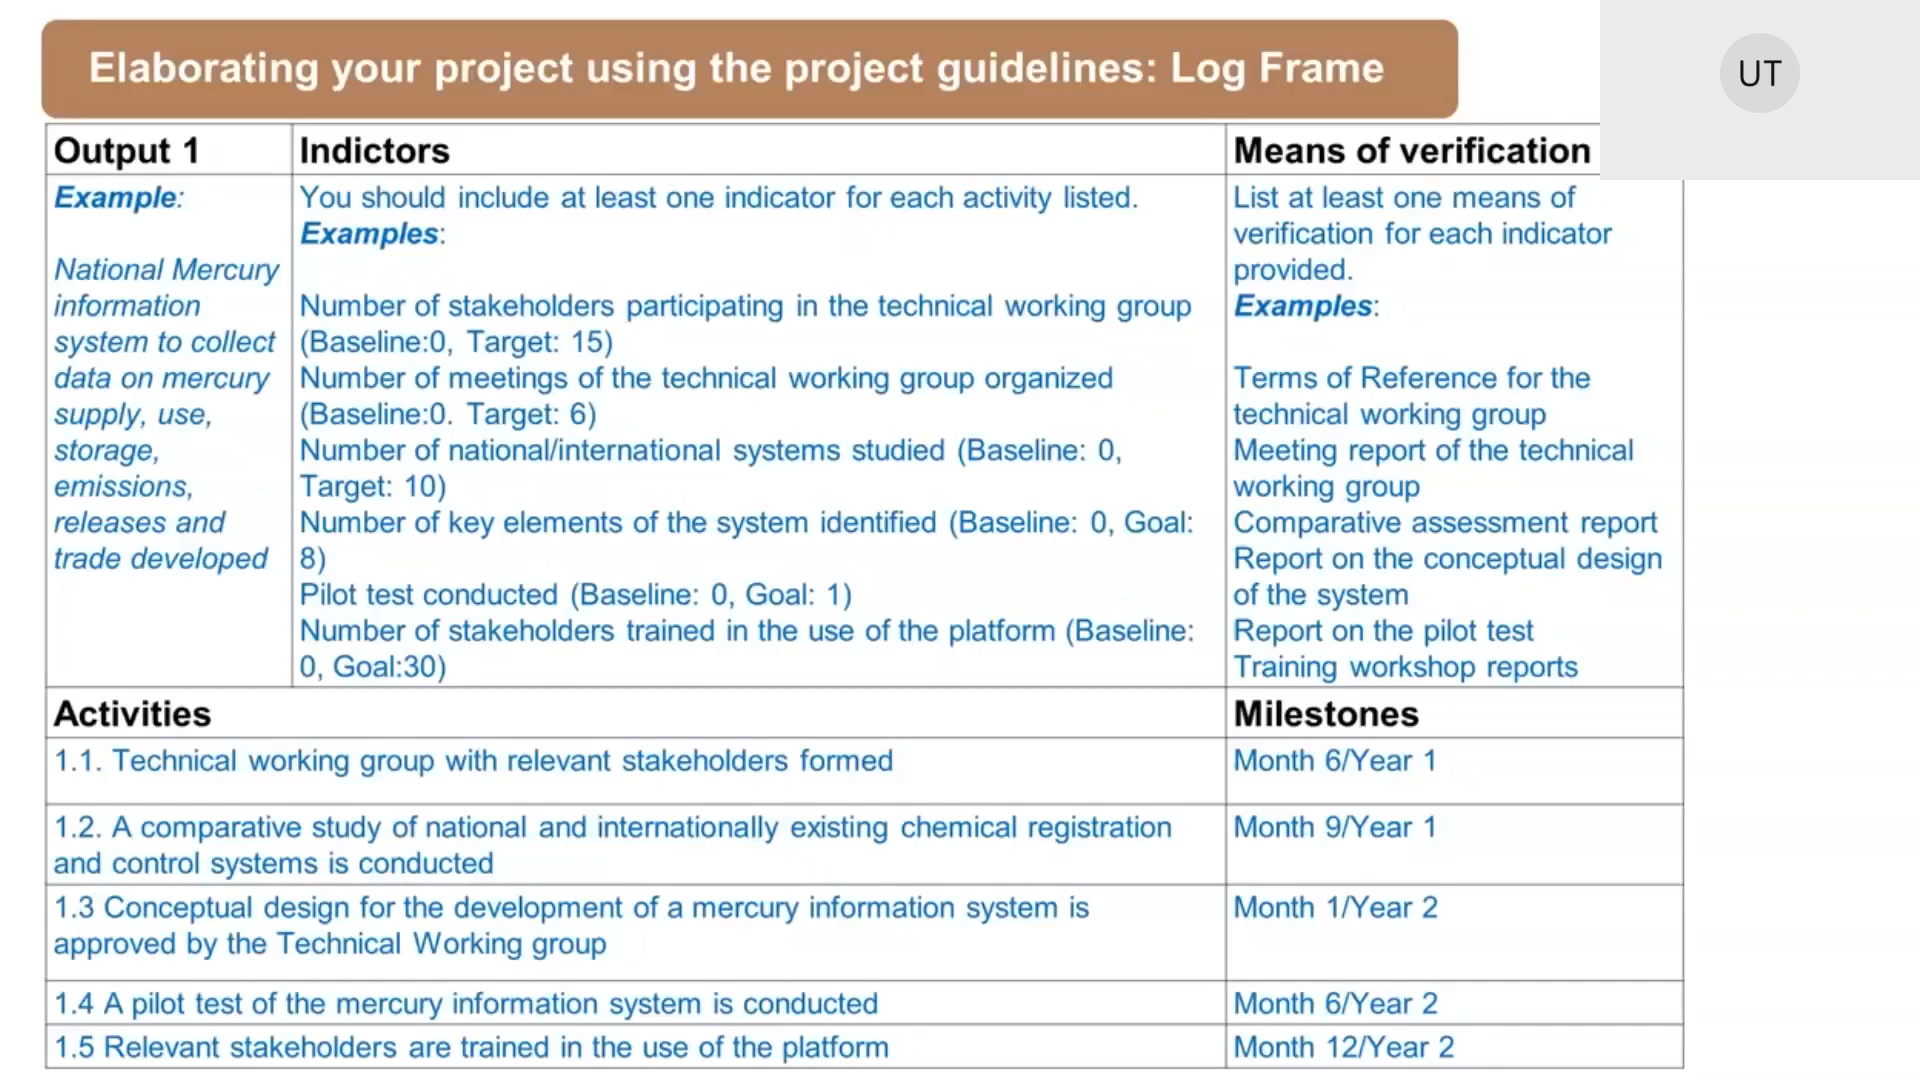 Elaborating your project using the project guidelines: Log Frame
UT
Output 1
Indictors
Means of verification
Example:
National Mercury
information
system to collect
data on mercury
supply, use,
storage,
emissions,
releases and
trade developed
You should include at least one indicator for each activity listed.
Examples:
Number of stakeholders participating in the technical working group
(Baseline:0, Target: 15)
Number of meetings of the technical working group organized
(Baseline:0. Target: 6)
Number of national/international systems studied (Baseline: 0,
Target: 10)
Number of key elements of the system identified (Baseline: 0, Goal:
8)
Pilot test conducted (Baseline: 0, Goal: 1)
Number of stakeholders trained in the use of the platform (Baseline:
0, Goal:30)
List at least one means of
verification for each indicator
provided.
Examples:
Terms of Reference for the
technical working group
Meeting report of the technical
working group
Comparative assessment report
Report on the conceptual design
of the system
Report on the pilot test
Training workshop reports
Activities
Milestones
1.1. Technical working group with relevant stakeholders formed
Month 6/Year 1
1.2. A comparative study of national and internationally existing chemical registration
and control systems is conducted
Month 9/Year 1
1.3 Conceptual design for the development of a mercury information system is
approved by the Technical Working group
Month 1/Year 2
1.4 A pilot test of the mercury information system is conducted
Month 6/Year 2
1.5 Relevant stakeholders are trained in the use of the platform
Month 12/Year 2